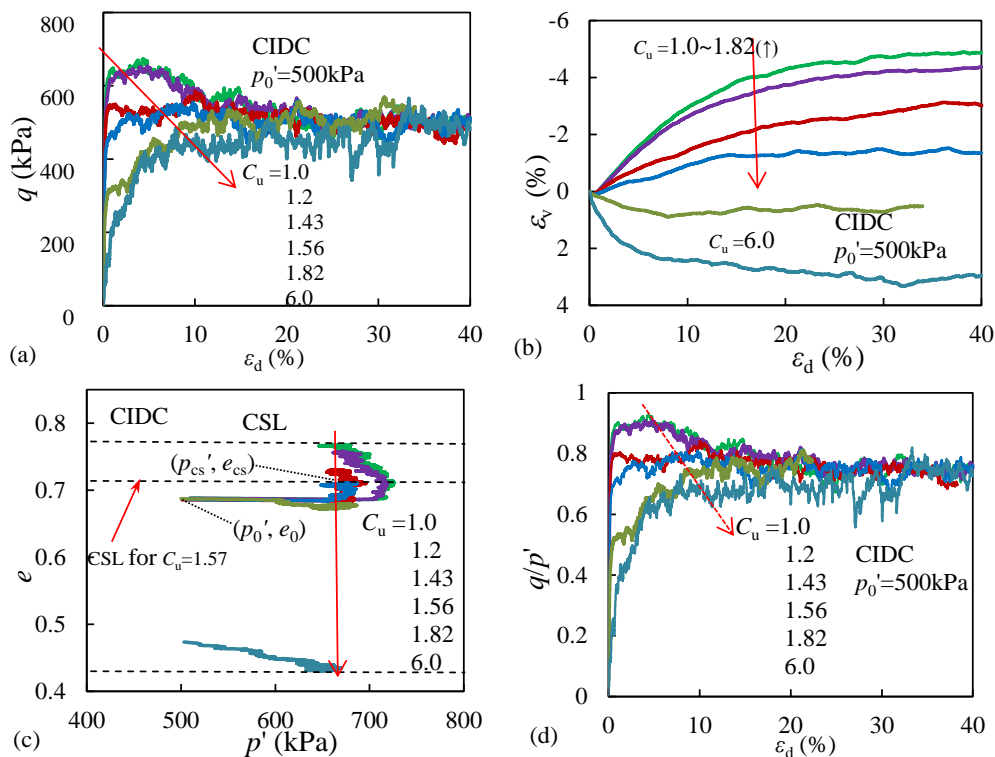 800
600
400
200
0
q (kPa)
CIDC
p₀'=500kPa
Cᵤ =1.0
1.2
1.43
1.56
1.82
6.0
0 10 20 30 40
(a)
ε_d (%)
-6
-4
-2
0
2
4
ε_v (%)
Cᵤ =1.0~1.82(↑)
Cᵤ =6.0
CIDC
p₀'=500kPa
0 10 20 30 40
(b)
ε_d (%)
0.8
0.7
0.6
0.5
0.4
e
CIDC CSL
(p_cs', e_cs)
(p₀', e₀)
CSL for Cᵤ=1.57
Cᵤ =1.0
1.2
1.43
1.56
1.82
6.0
400 500 600 700 800
(c)
p' (kPa)
1
0.8
0.6
0.4
0.2
0
q/p'
Cᵤ =1.0
1.2
1.43
1.56
1.82
6.0
CIDC
p₀'=500kPa
0 10 20 30 40
(d)
ε_d (%)